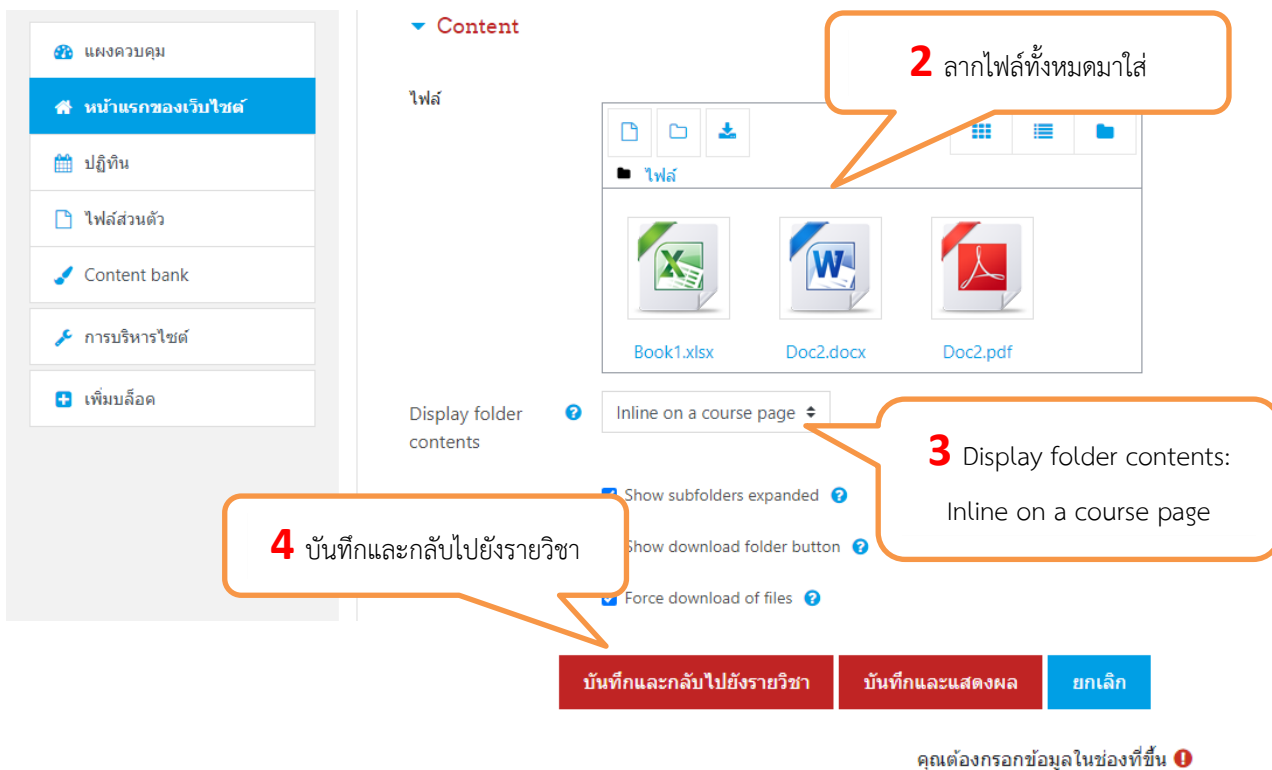 แผงควบคุม
หน้าแรกของเว็บไซต์
ปฏิทิน
ไฟล์ส่วนตัว
Content bank
การบริหารไซต์
เพิ่มบล็อค
Content
2 ลากไฟล์ทั้งหมดมาใส่
ไฟล์
ไฟล์
Book1.xlsx
Doc2.docx
Doc2.pdf
Display folder
contents
Inline on a course page
3 Display folder contents:
Inline on a course page
Show subfolders expanded
4 บันทึกและกลับไปยังรายวิชา
Show download folder button
Force download of files
บันทึกและกลับไปยังรายวิชา
บันทึกและแสดงผล
ยกเลิก
คุณต้องกรอกข้อมูลในช่องที่ขึ้น